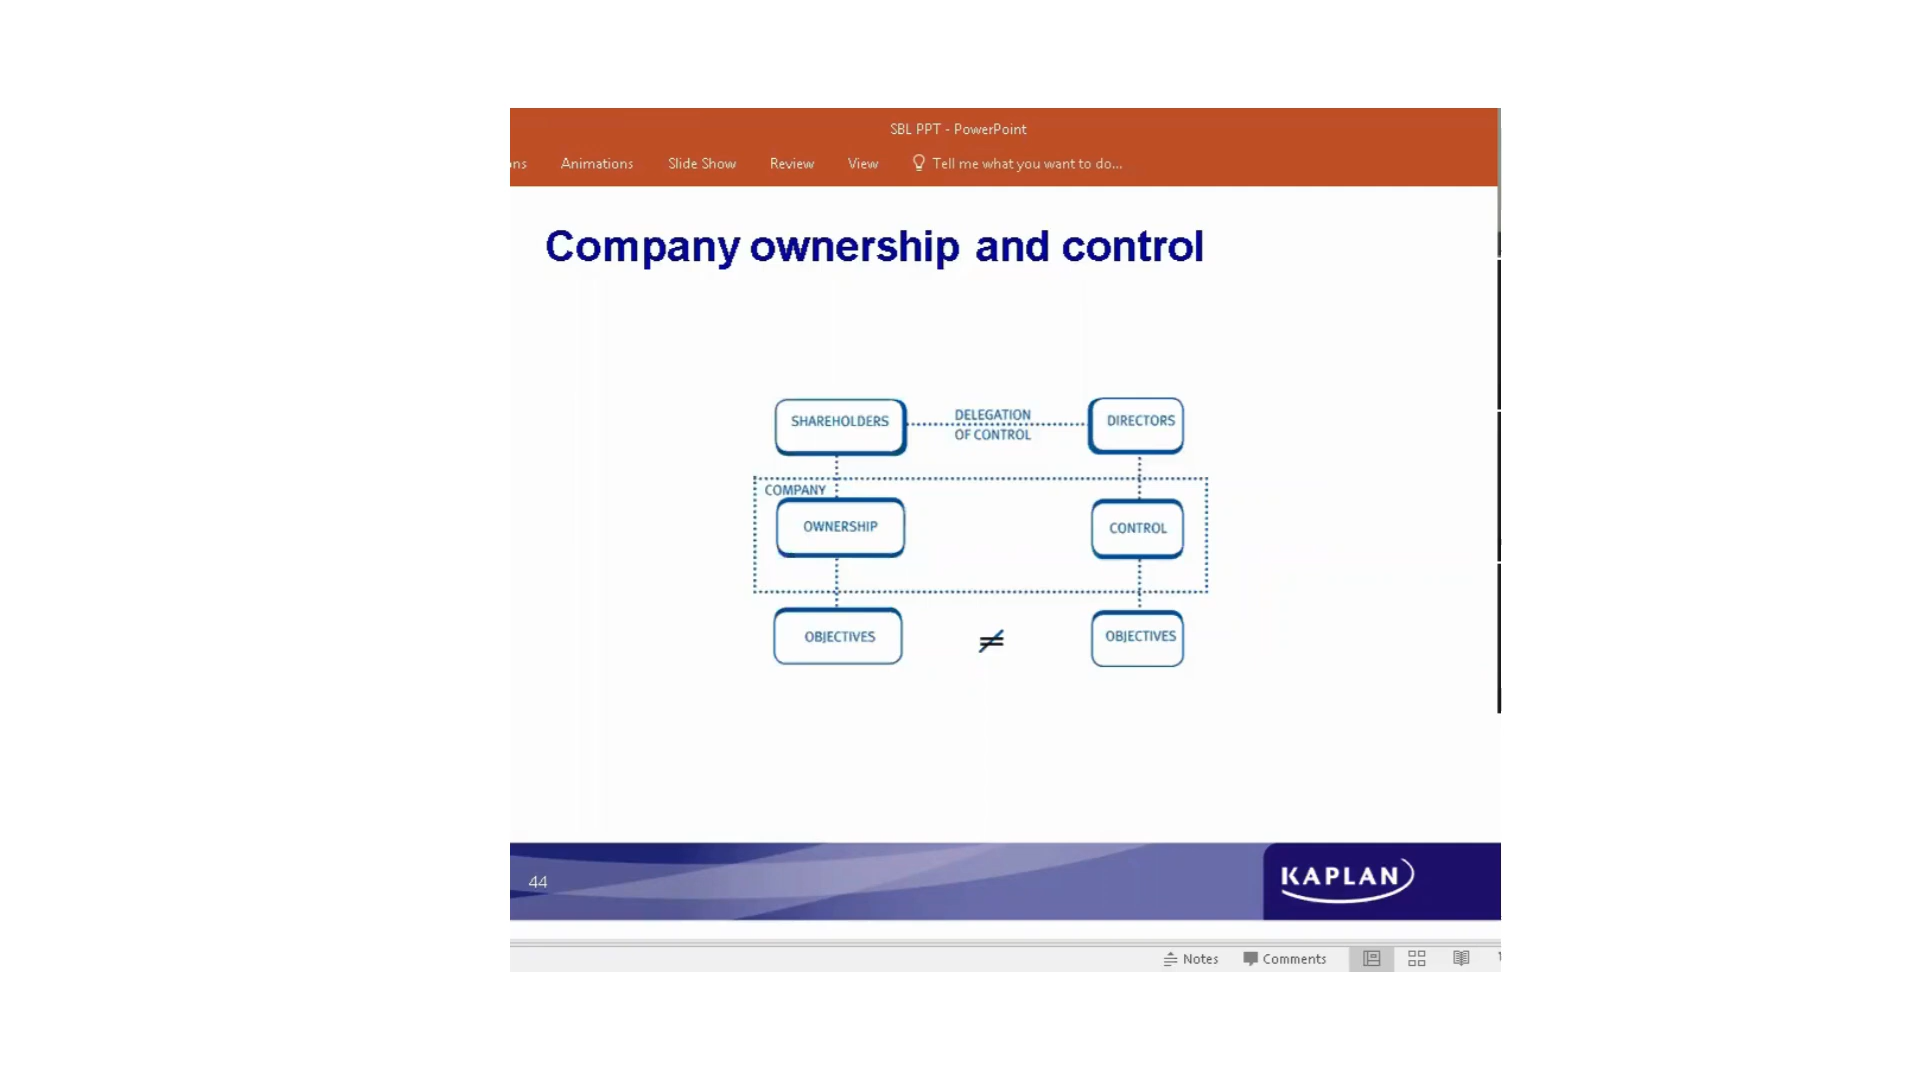 SBL PPT - PowerPoint
ons Animations Slide Show Review View Tell me what you want to do...
Company ownership and control
SHAREHOLDERS DELEGATION OF CONTROL DIRECTORS
COMPANY
OWNERSHIP CONTROL
OBJECTIVES ≠ OBJECTIVES
44 KAPLAN
Notes Comments